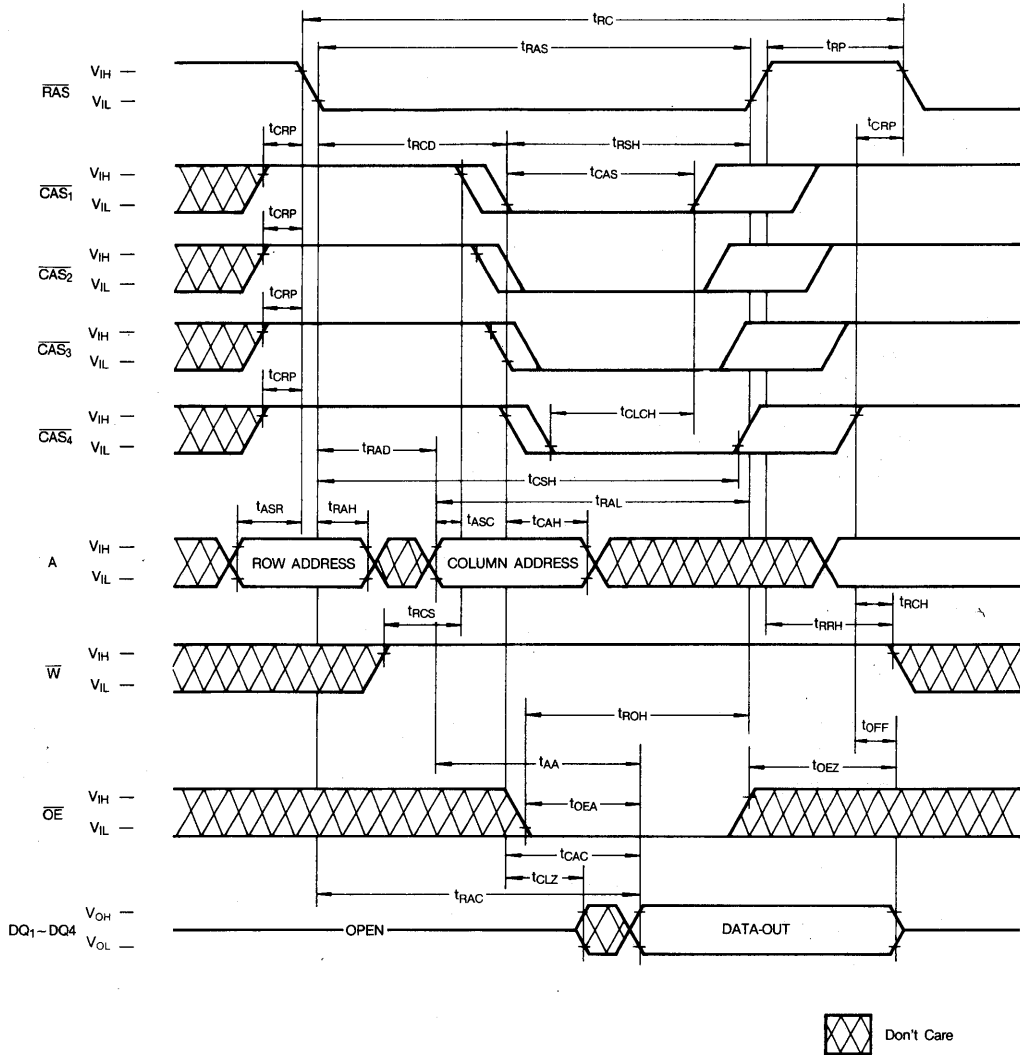 tRC
tRAS
tRP
RAS
VIH
VIL
tCRP
tRCD
tRSH
tCRP
CAS1
VIH
VIL
tCAS
tCRP
CAS2
VIH
VIL
tCRP
CAS3
VIH
VIL
tCRP
CAS4
VIH
VIL
tCLCH
tRAD
tCSH
tRAL
tASR
tRAH
tASC
tCAH
A
VIH
VIL
ROW ADDRESS
COLUMN ADDRESS
tRCS
tRCH
tRRH
W
VIH
VIL
tROH
tOFF
tAA
tOEZ
OE
VIH
VIL
tOEA
tCAC
tCLZ
tRAC
DQ1~DQ4
VOH
VOL
OPEN
DATA-OUT
Don't Care